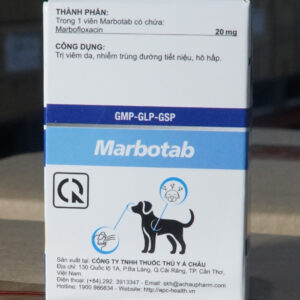 THÀNH PHẦN:
Trong 1 viên Marbotab có chứa:
Marbofloxacin 20 mg
CÔNG DỤNG:
Trị viêm da, nhiễm trùng đường tiết niệu, hô hấp.
GMP-GLP-GSP
Marbotab
Sản xuất tại: CÔNG TY TNHH THUỐC THÚ Y Á CHÂU
Địa chỉ: 130 Quốc lộ 1A, P.Ba Láng, Q.Cái Răng, TP. Cần Thơ,
Việt Nam
Điện thoại: (+84) 292. 3913347 - Email: skh@achaupharm.com
Hotline: 1900 986834 - Website: http://apc-health.vn